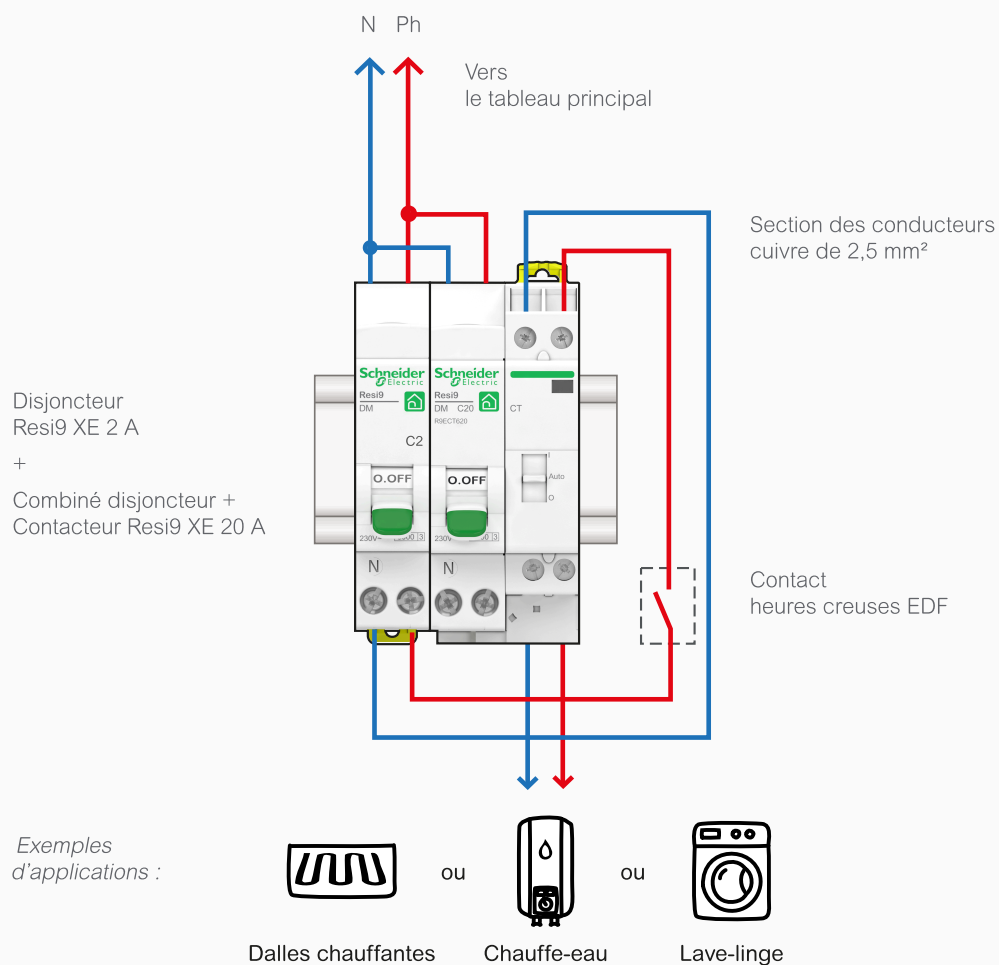 N Ph
Vers
le tableau principal
Section des conducteurs
cuivre de 2,5 mm²
Disjoncteur
Resi9 XE 2 A
+
Combiné disjoncteur +
Contacteur Resi9 XE 20 A
Schneider
Electric
Resi9
DM
C2
O.OFF
230V~
N
Schneider
Electric
Resi9
DM C20
R9ECT620
O.OFF
N
CT
I
Auto
O
Contact
heures creuses EDF
Exemples
d'applications :
ou
ou
Dalles chauffantes
Chauffe-eau
Lave-linge